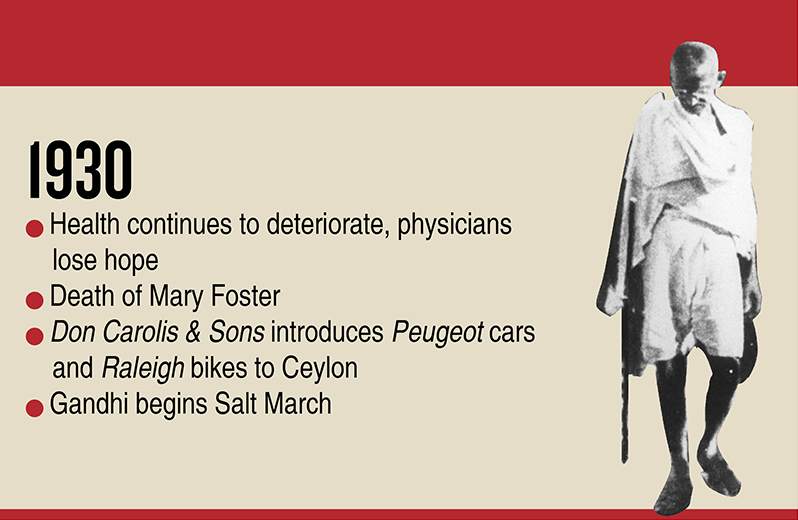 1930
● Health continues to deteriorate, physicians
lose hope
● Death of Mary Foster
● Don Carolis & Sons introduces Peugeot cars
and Raleigh bikes to Ceylon
● Gandhi begins Salt March